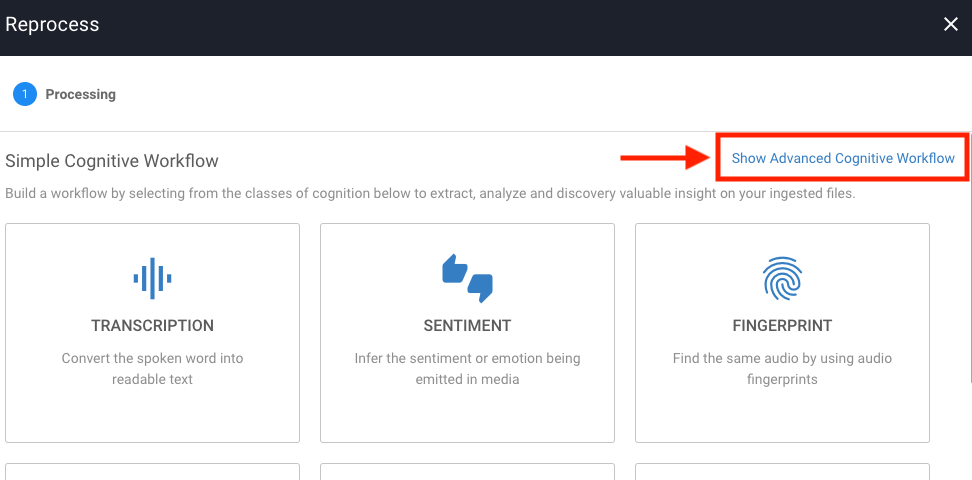 Reprocess
1 Processing
Simple Cognitive Workflow
Show Advanced Cognitive Workflow
Build a workflow by selecting from the classes of cognition below to extract, analyze and discovery valuable insight on your ingested files.
TRANSCRIPTION
Convert the spoken word into
readable text
SENTIMENT
Infer the sentiment or emotion being
emitted in media
FINGERPRINT
Find the same audio by using audio
fingerprints